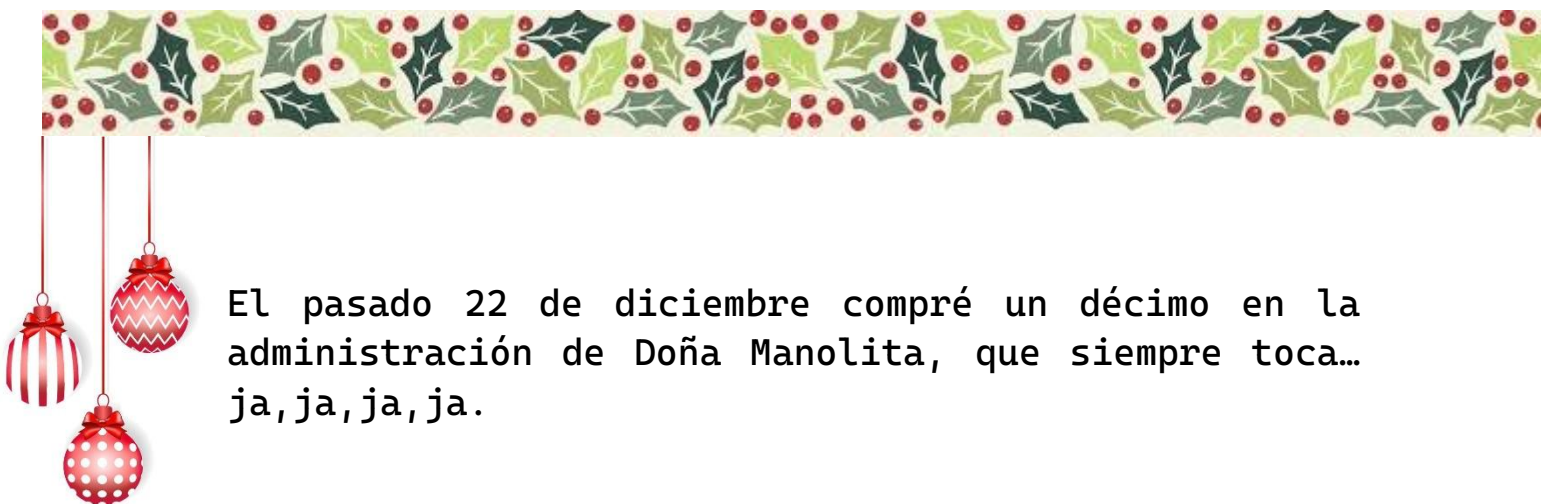 El pasado 22 de diciembre compré un décimo en la
administración de Doña Manolita, que siempre toca…
ja,ja,ja,ja.